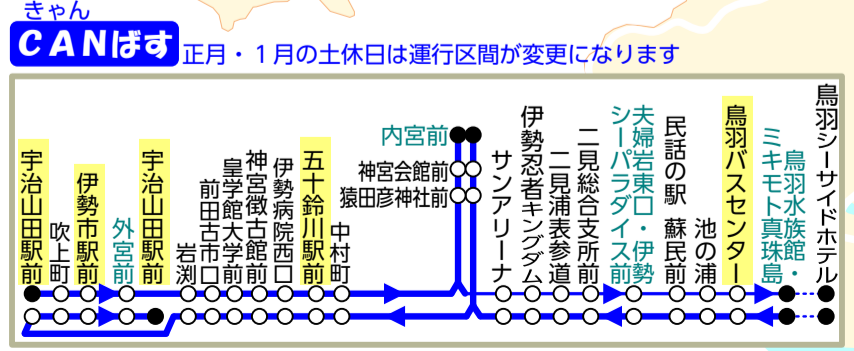 きゃん
CANばす
正月・1月の土休日は運行区間が変更になります
宇治山田駅前
吹上町
伊勢市駅前
外宮前
宇治山田駅前
岩渕
前田古市口
皇学館大学前
神宮徴古館前
伊勢病院西口
五十鈴川駅前
中村町
内宮前
神宮会館前
猿田彦神社前
サンアリーナ
伊勢忍者キングダム
二見浦表参道
二見総合支所前
夫婦岩東口・伊勢
シーパラダイス前
民話の駅 蘇民前
池の浦
鳥羽バスセンター
鳥羽水族館・
ミキモト真珠島
鳥羽シーサイドホテル